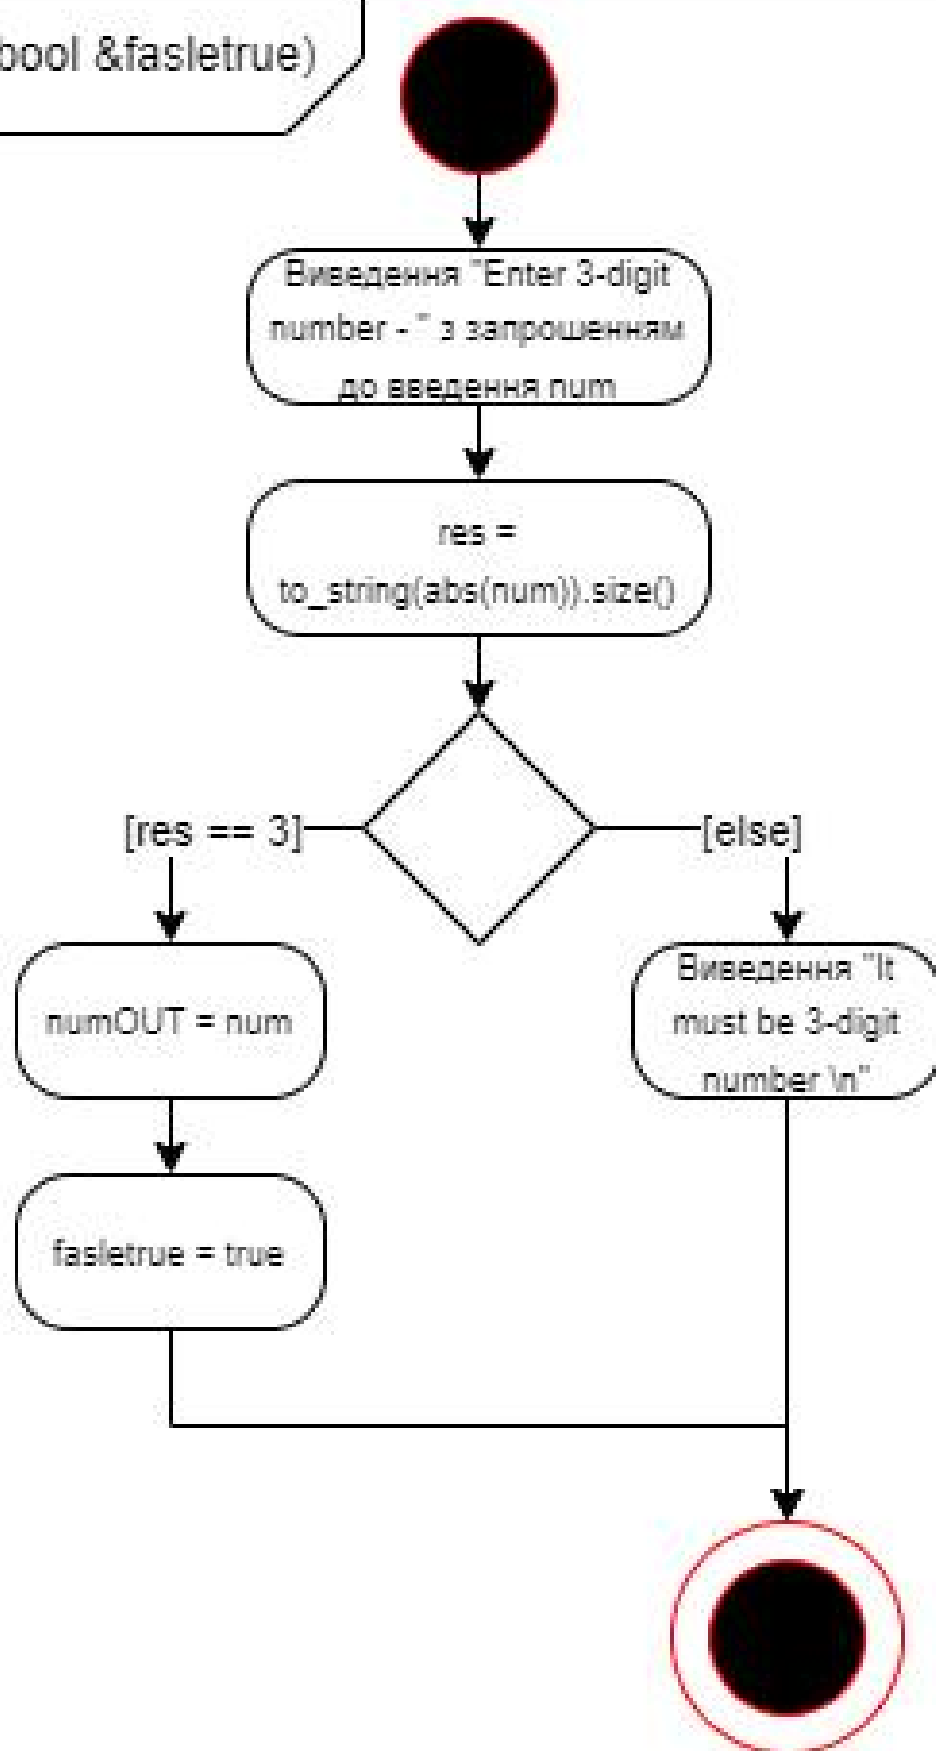 bool &fasletrue)
Виведення "Enter 3-digit
number - " з запрошенням
до введення num
res =
to_string(abs(num)).size()
[res == 3]
[else]
numOUT = num
Виведення "It
must be 3-digit
number \n"
fasletrue = true